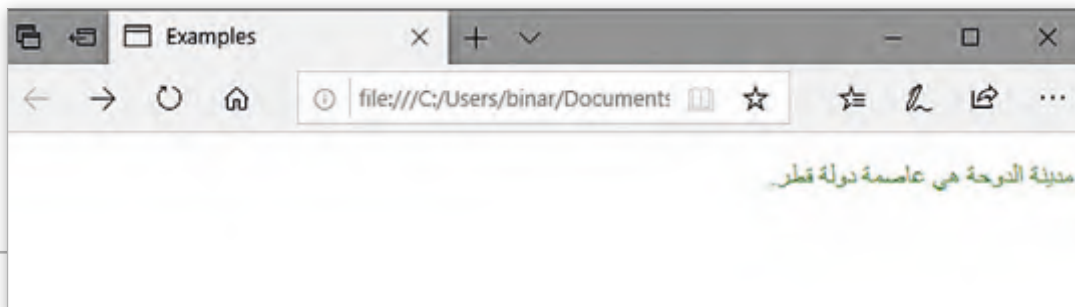 Examples
file:///C:/Users/binar/Documents
مدينة الدوحة هي عاصمة دولة قطر.